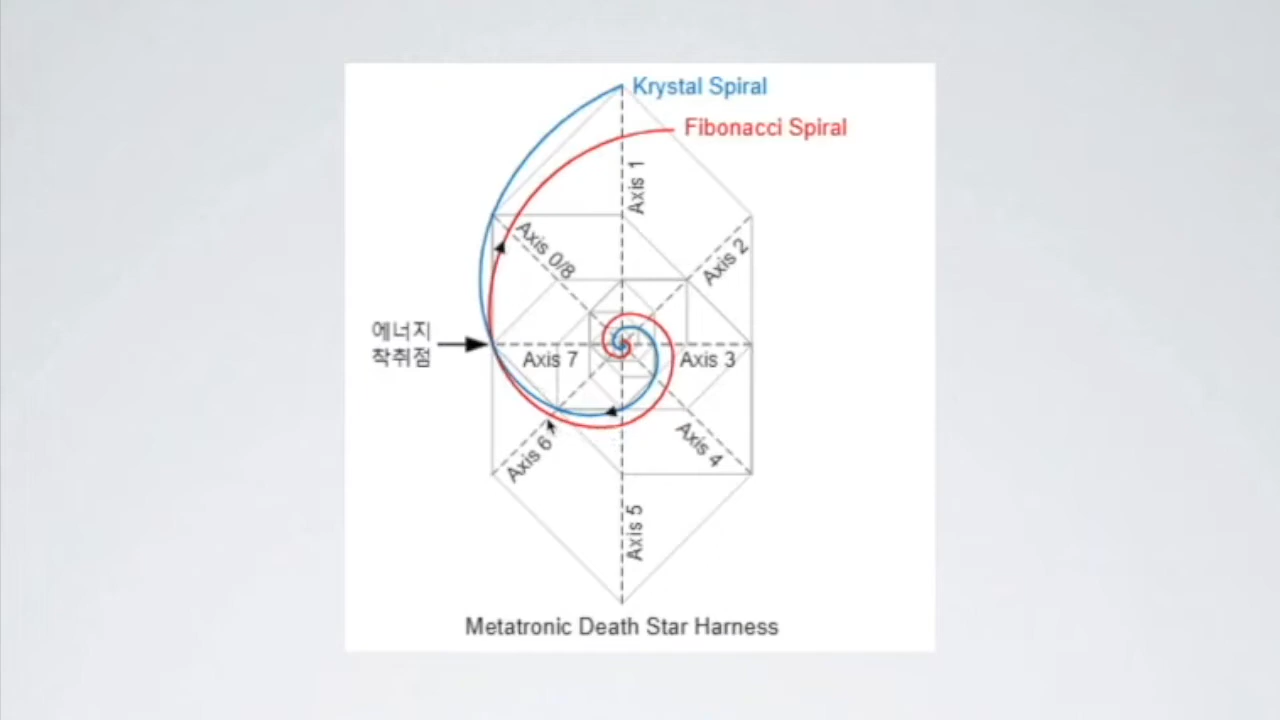 Krystal Spiral
Fibonacci Spiral
Axis 1
Axis 0/8
Axis 2
에너지
착취점
Axis 7
Axis 3
Axis 6
Axis 4
Axis 5
Metatronic Death Star Harness